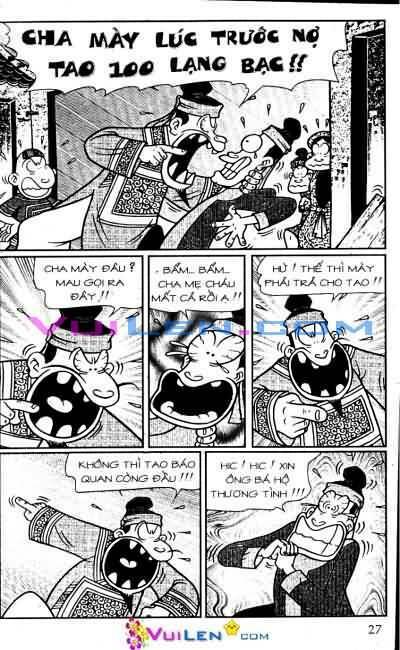 CHA MÀY LÚC TRƯỚC NỢ
TAO 100 LẠNG BẠC !!
CHA MÀY ĐÂU ?
MAU GỌI RA
ĐÂY !!
BẨM... BẨM...
CHA MẸ CHÁU
MẤT CẢ RỒI Ạ !!
HỪ ! THẾ THÌ MÀY
PHẢI TRẢ CHO TAO !
VUILEN.COM
KHÔNG THÌ TAO BÁO
QUAN CÔNG ĐẦU !!!
HIC ! HIC ! XIN
ÔNG BÁ HỘ
THƯƠNG TÌNH !!!
27
VUILEN.COM